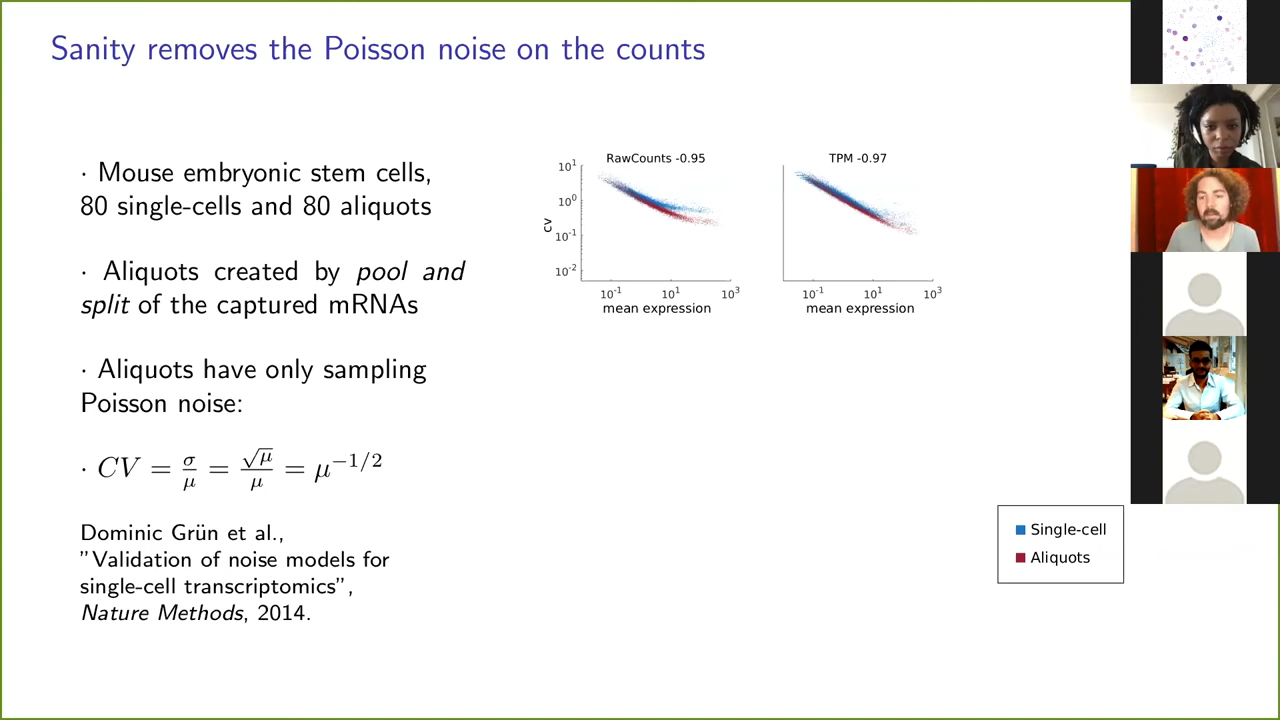 Sanity removes the Poisson noise on the counts
· Mouse embryonic stem cells,
80 single-cells and 80 aliquots
· Aliquots created by pool and
split of the captured mRNAs
· Aliquots have only sampling
Poisson noise:
· CV = σ/μ = √μ/μ = μ^{-1/2}
Dominic Grün et al.,
"Validation of noise models for
single-cell transcriptomics",
Nature Methods, 2014.
RawCounts -0.95
10^1
10^0
10^-1
10^-2
CV
10^-1 10^1 10^3
mean expression
TPM -0.97
10^-1 10^1 10^3
mean expression
Single-cell
Aliquots